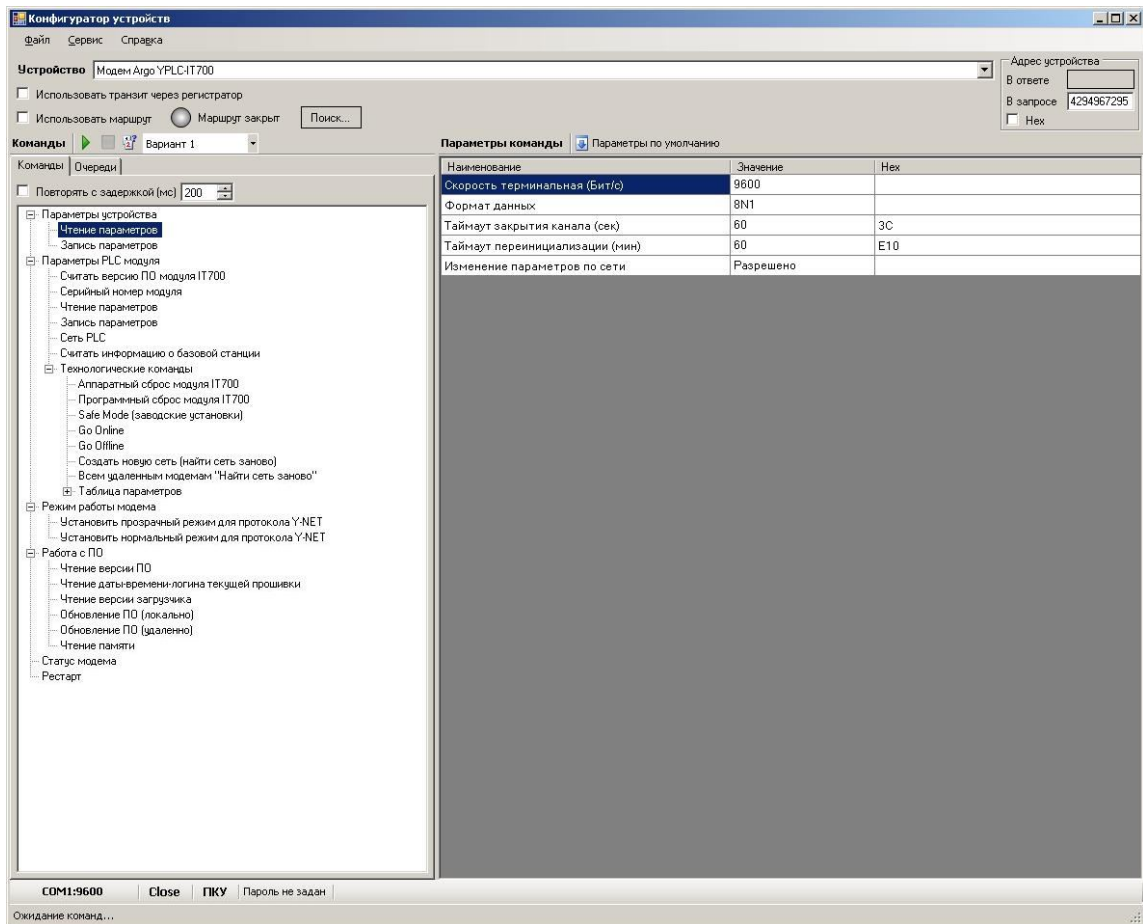 Конфигуратор устройств
Файл Сервис Справка
Устройство Модем Argo YPLC-IT700
Адрес устройства
В ответе
В запросе 4294967295
Hex
Использовать транзит через регистратор
Использовать маршрут Маршрут закрыт Поиск...
Команды Вариант 1
Параметры команды Параметры по умолчанию
Команды Очереди
Повторять с задержкой (мс) 200
Параметры устройства
Чтение параметров
Запись параметров
Параметры PLC модуля
Считать версию ПО модуля IT700
Серийный номер модуля
Чтение параметров
Запись параметров
Сеть PLC
Считать информацию о базовой станции
Технологические команды
Аппаратный сброс модуля IT700
Программный сброс модуля IT700
Safe Mode (заводские установки)
Go Online
Go Offline
Создать новую сеть (найти сеть заново)
Всем удаленным модемам "Найти сеть заново"
Таблица параметров
Режим работы модема
Установить прозрачный режим для протокола Y-NET
Установить нормальный режим для протокола Y-NET
Работа с ПО
Чтение версии ПО
Чтение даты-времени-логина текущей прошивки
Чтение версии загрузчика
Обновление ПО (локально)
Обновление ПО (удаленно)
Чтение памяти
Статус модема
Рестарт
Наименование Значение Hex
Скорость терминальная (Бит/с) 9600
Формат данных 8N1
Таймаут закрытия канала (сек) 60 3C
Таймаут переинициализации (мин) 60 E10
Изменение параметров по сети Разрешено
COM1:9600 Close ПКУ Пароль не задан
Ожидание команд...